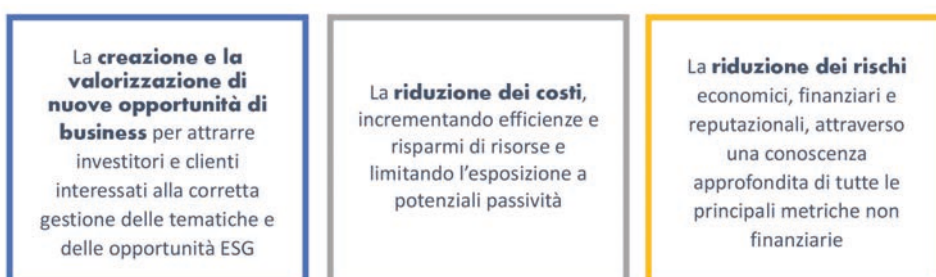 La creazione e la
valorizzazione di
nuove opportunità di
business per attrarre
investitori e clienti
interessati alla corretta
gestione delle tematiche e
delle opportunità ESG
La riduzione dei costi,
incrementando efficienze e
risparmi di risorse e
limitando l’esposizione a
potenziali passività
La riduzione dei rischi
economici, finanziari e
reputazionali, attraverso
una conoscenza
approfondita di tutte le
principali metriche non
finanziarie